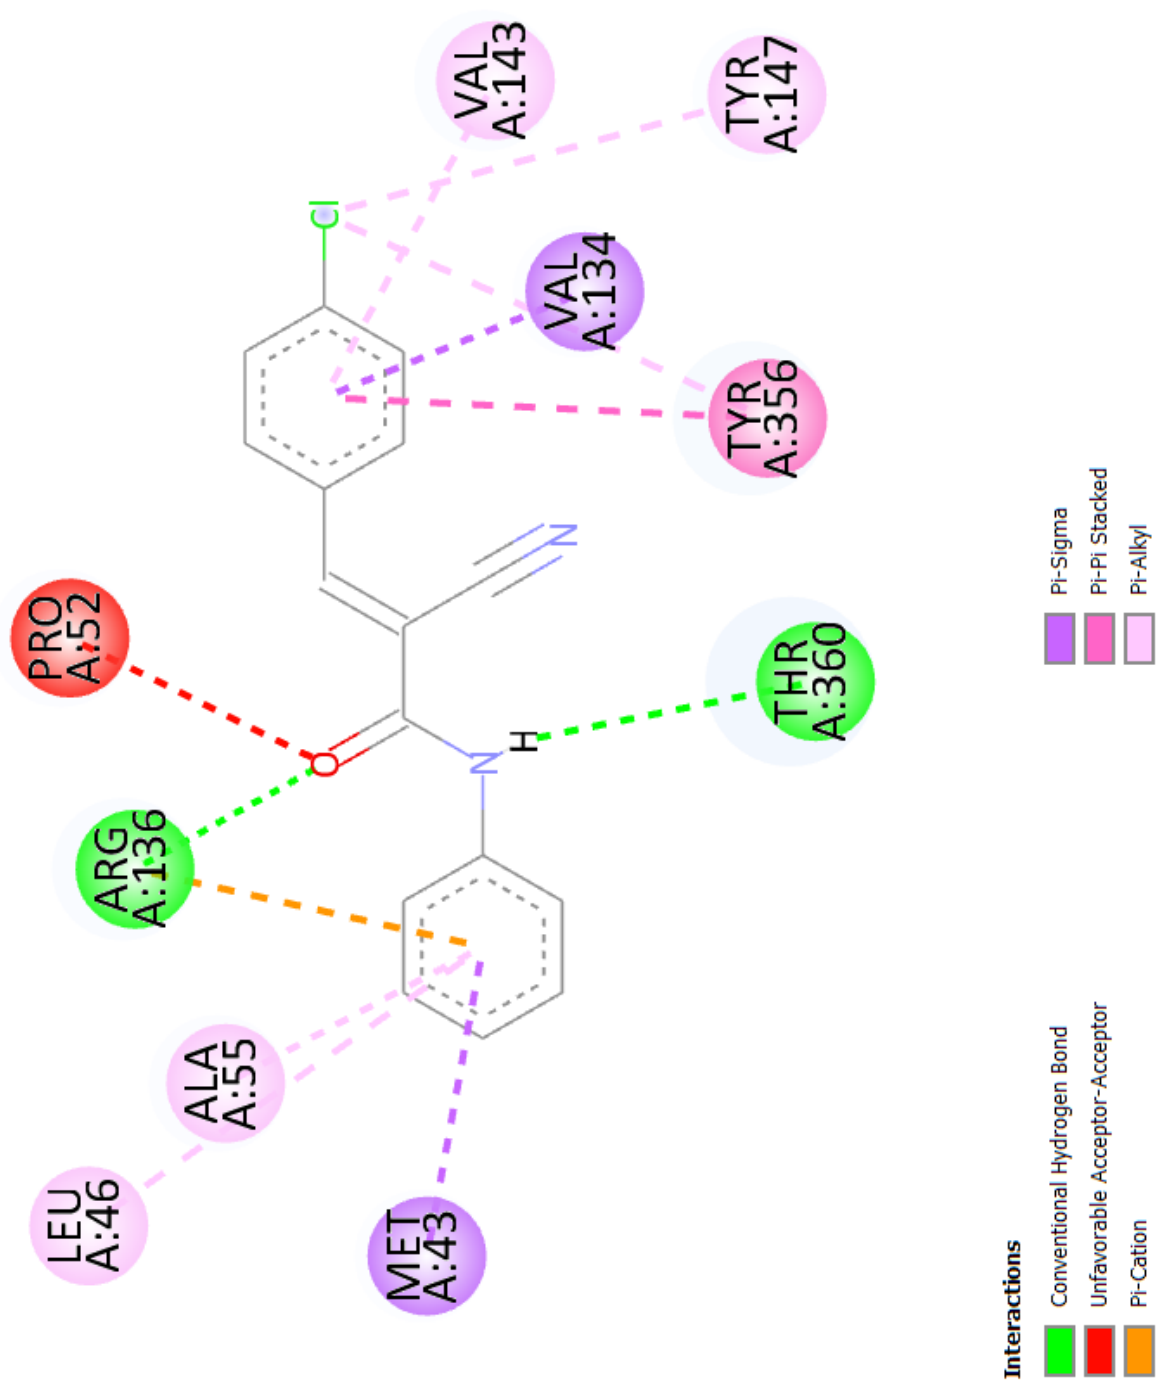 VAL
A:143
TYR
A:147
Cl
VAL
A:134
TYR
A:356
N
PRO
A:52
O
H
N
THR
A:360
ARG
A:136
ALA
A:55
LEU
A:46
MET
A:43
Interactions
Conventional Hydrogen Bond
Unfavorable Acceptor-Acceptor
Pi-Cation
Pi-Sigma
Pi-Pi Stacked
Pi-Alkyl